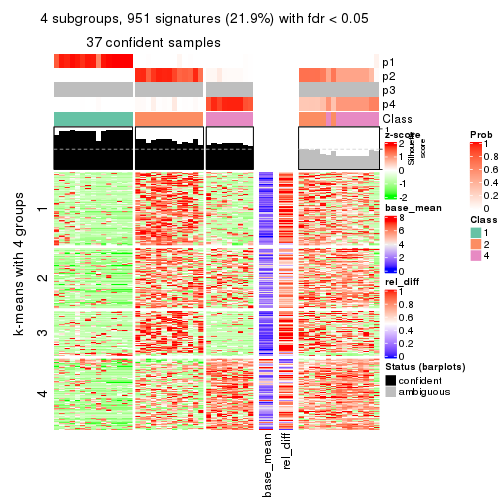 4 subgroups, 951 signatures (21.9%) with fdr < 0.05
37 confident samples
p1
p2
p3
p4
Class
1
Silhouette
score
k-means with 4 groups
1
2
3
4
base_mean
rel_diff
z-score
2
1
0
-1
-2
base_mean
8
6
4
2
0
rel_diff
1
0.8
0.6
0.4
0.2
0
Status (barplots)
confident
ambiguous
Prob
1
0.8
0.6
0.4
0.2
0
Class
1
2
4